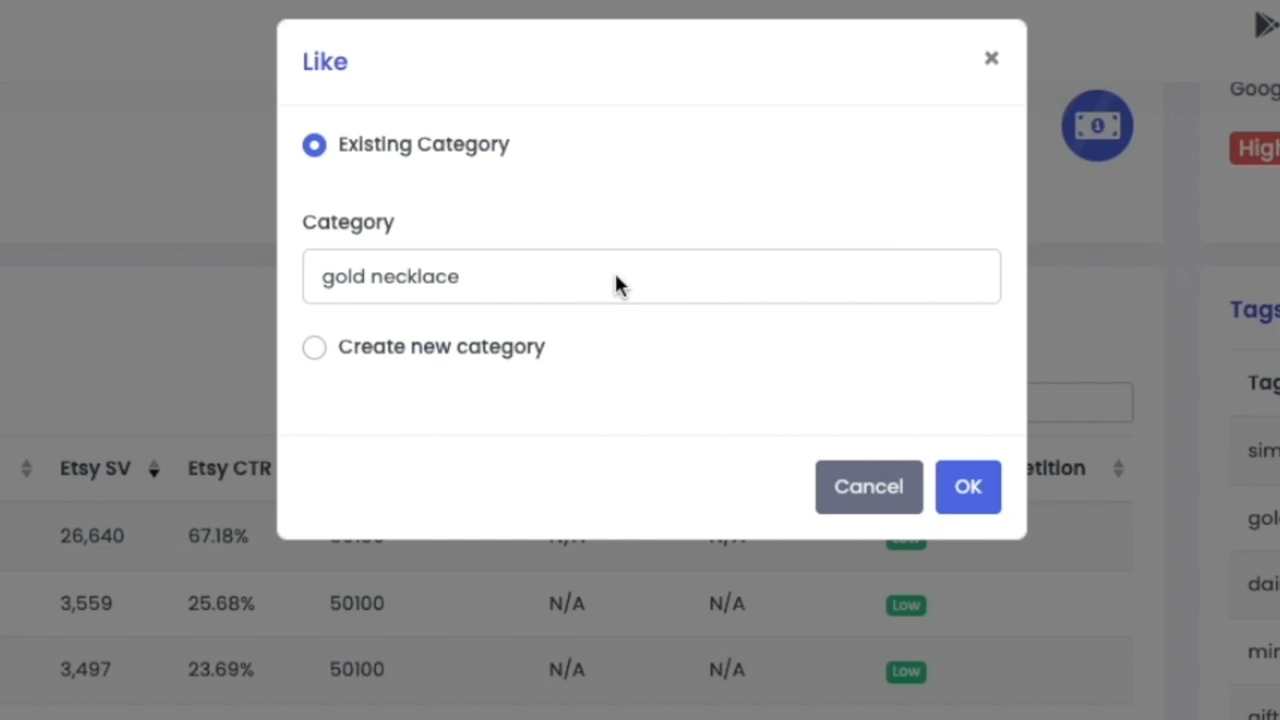 Like
×
Existing Category
Category
gold necklace
Create new category
Cancel
OK
Tags
Etsy SV
Etsy CTR
26,640
67.18%
3,559
25.68%
50100
N/A
N/A
Low
3,497
23.69%
50100
N/A
N/A
Low